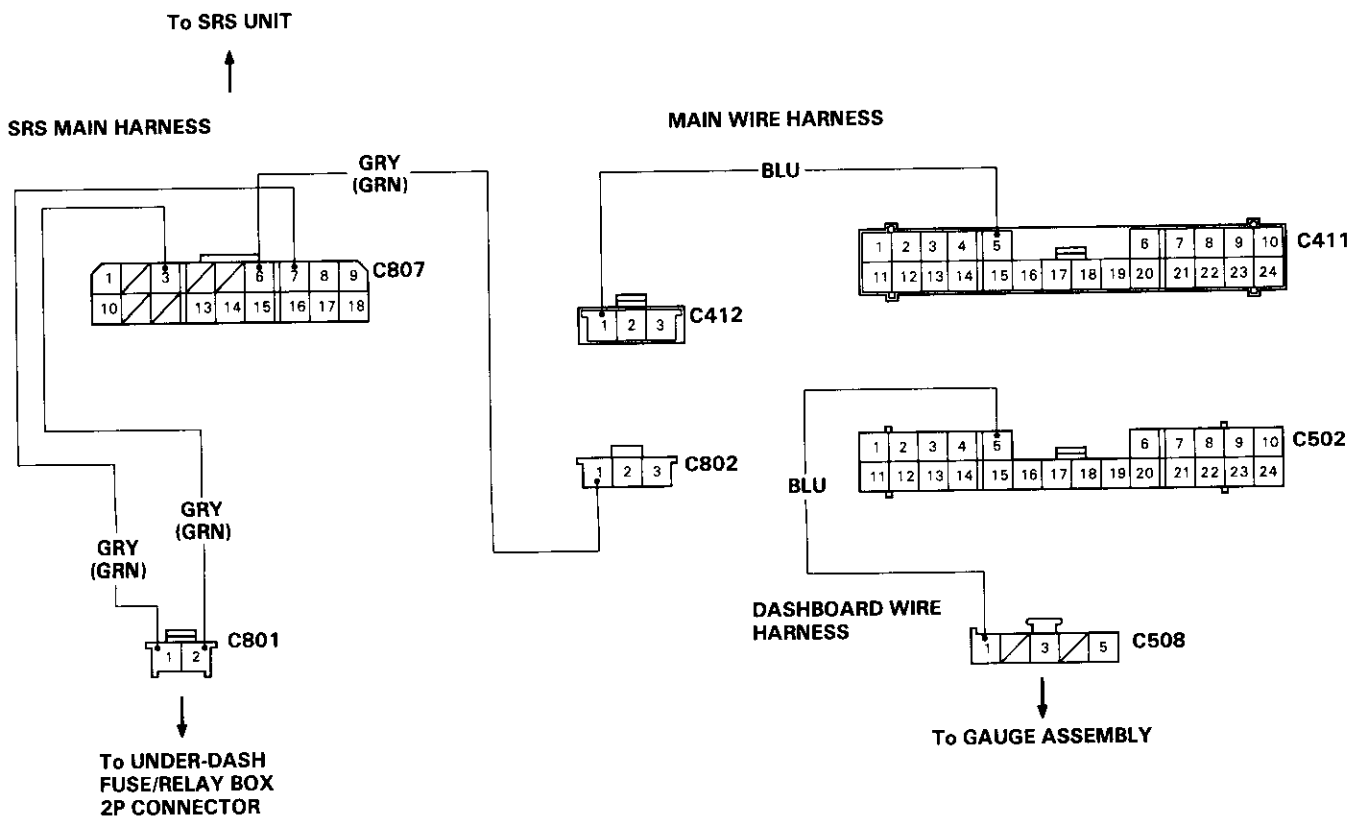 To SRS UNIT
SRS MAIN HARNESS
MAIN WIRE HARNESS
GRY
(GRN)
BLU
1 3 6 7 8 9
C807
10 13 14 15 16 17 18
1 2 3 4 5 6 7 8 9 10
C411
11 12 13 14 15 16 17 18 19 20 21 22 23 24
1 2 3
C412
1 2 3
C802
1 2 3 4 5 6 7 8 9 10
C502
11 12 13 14 15 16 17 18 19 20 21 22 23 24
BLU
GRY
(GRN)
GRY
(GRN)
DASHBOARD WIRE
HARNESS
1 2
C801
1 3 5
C508
To UNDER-DASH
FUSE/RELAY BOX
2P CONNECTOR
To GAUGE ASSEMBLY